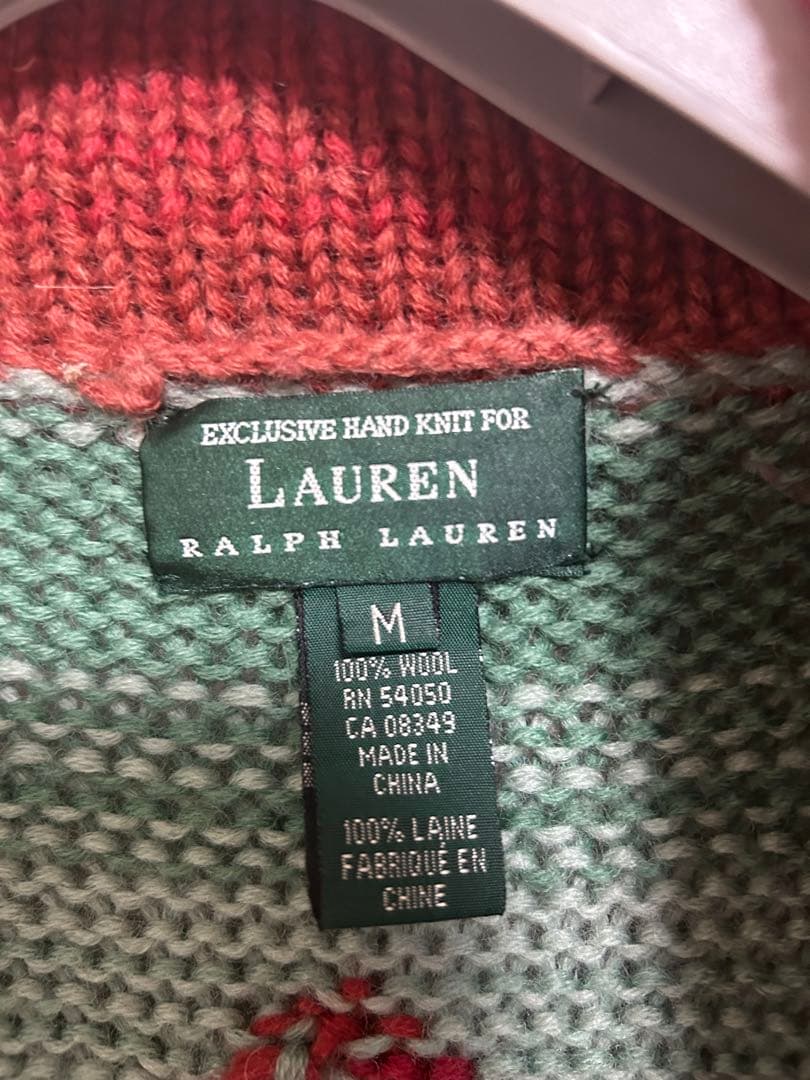 EXCLUSIVE HAND KNIT FOR
LAUREN
RALPH LAUREN
M
100% WOOL
RN 54050
CA 08349
MADE IN
CHINA
100% LAINE
FABRIQUÉ EN
CHINE